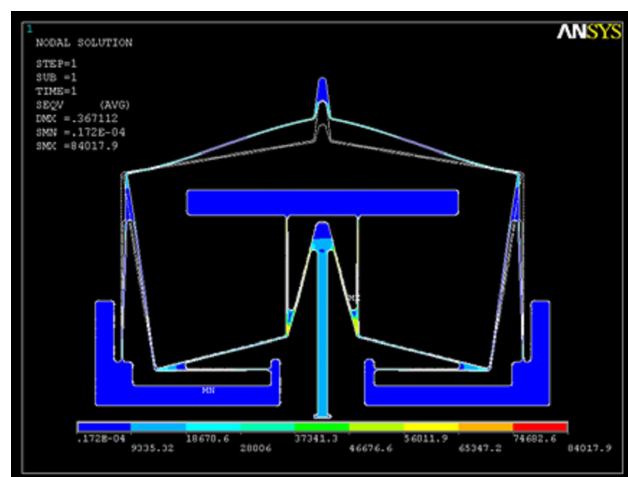 1
ANSYS
NODAL SOLUTION
STEP=1
SUB =1
TIME=1
SEQV (AVG)
DMX =.367112
SMN =.172E-04
SMX =84017.9
MN
.172E-04 18670.6 37341.3 56011.9 74682.6
9335.32 28006 46676.6 65347.2 84017.9